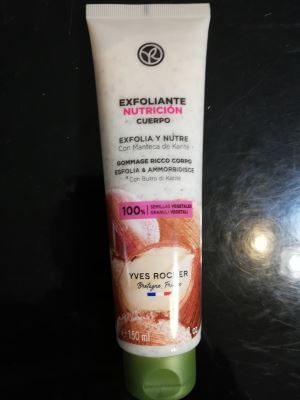 EXFOLIANTE
NUTRICIÓN
CUERPO
EXFOLIA Y NUTRE
Con Manteca de Karité
GOMMAGE RICCO CORPO
ESFOLIA & AMMORBIDISCE
Con Burro di Karité
100% SEMILLAS VEGETALES
GRANULI VEGETALI
YVES ROCHER
Bretagne, France
e 150 ml